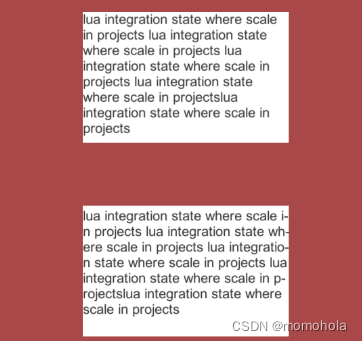 lua integration state where scale
in projects lua integration state
where scale in projects lua
integration state where scale in
projects lua integration state
where scale in projectslua
integration state where scale in
projects
lua integration state where scale i-
n projects lua integration state wh-
ere scale in projects lua integratio-
n state where scale in projects lua
integration state where scale in p-
rojectslua integration state where
scale in projects
CSDN @momohola